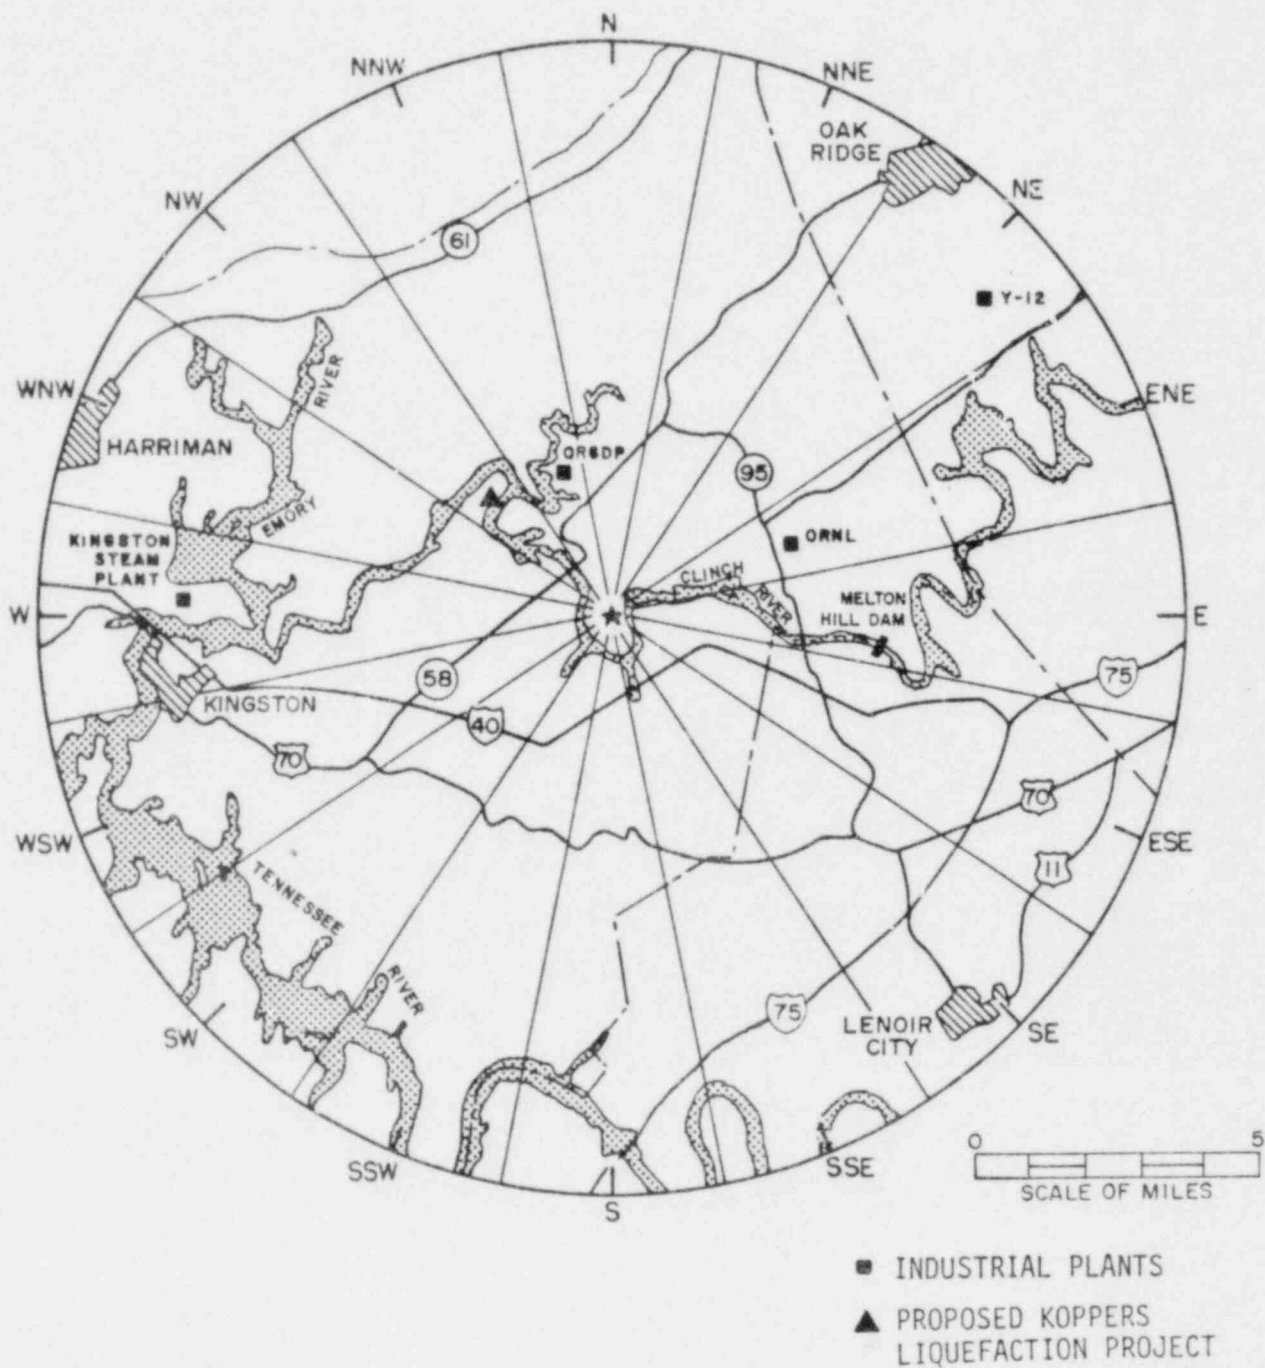 N
NNW
NNE
OAK
RIDGE
NW
NE
61
Y-12
RIVER
WNW
ENE
HARRIMAN
ORGDP
95
EMORY
KINGSTON
STEAM
PLANT
ORNL
CLINCH
RIVER
MELTON
HILL DAM
W
E
58
75
KINGSTON
40
70
70
WSW
ESE
11
TENNESSEE
RIVER
75
LENOIR
CITY
SW
SE
SSW
SSE
S
0
5
SCALE OF MILES
INDUSTRIAL PLANTS
PROPOSED KOPPERS
LIQUEFACTION PROJECT